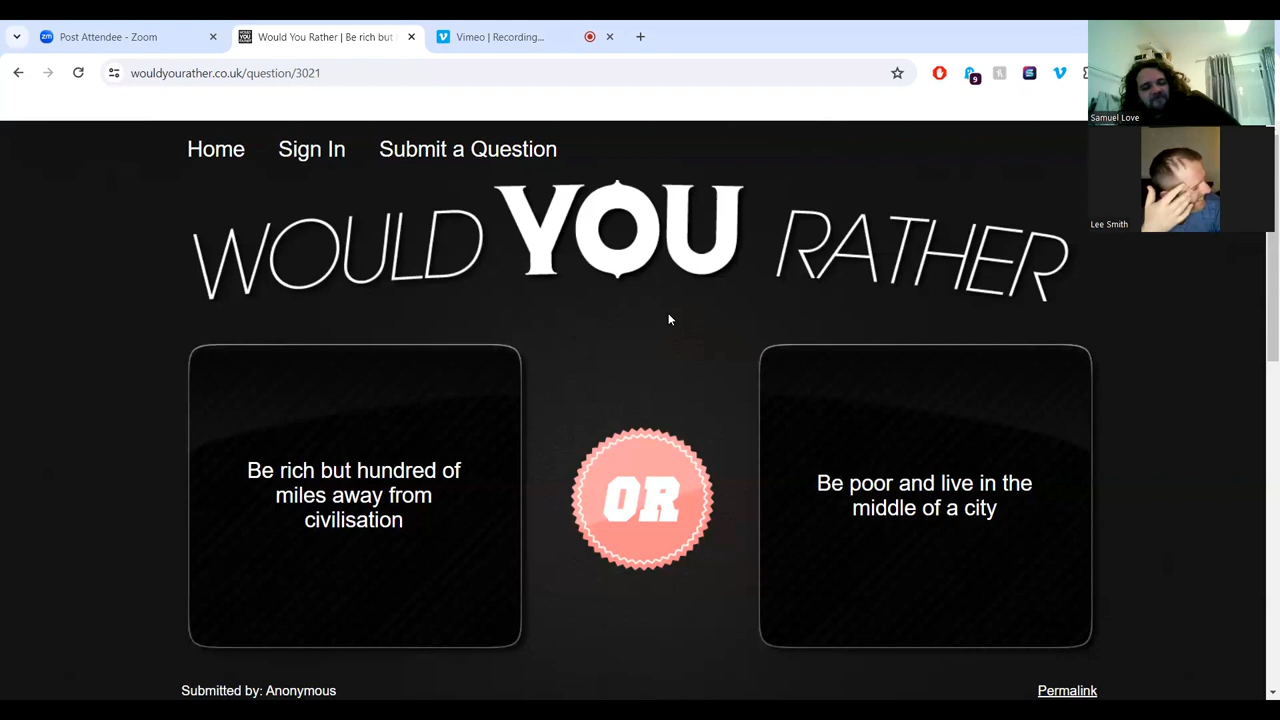 Post Attendee - Zoom
Would You Rather | Be rich but
Vimeo | Recording...
wouldyourather.co.uk/question/3021
9
Samuel Love
Lee Smith
Home Sign In Submit a Question
WOULD YOU RATHER
Be rich but hundred of
miles away from
civilisation
OR
Be poor and live in the
middle of a city
Submitted by: Anonymous
Permalink